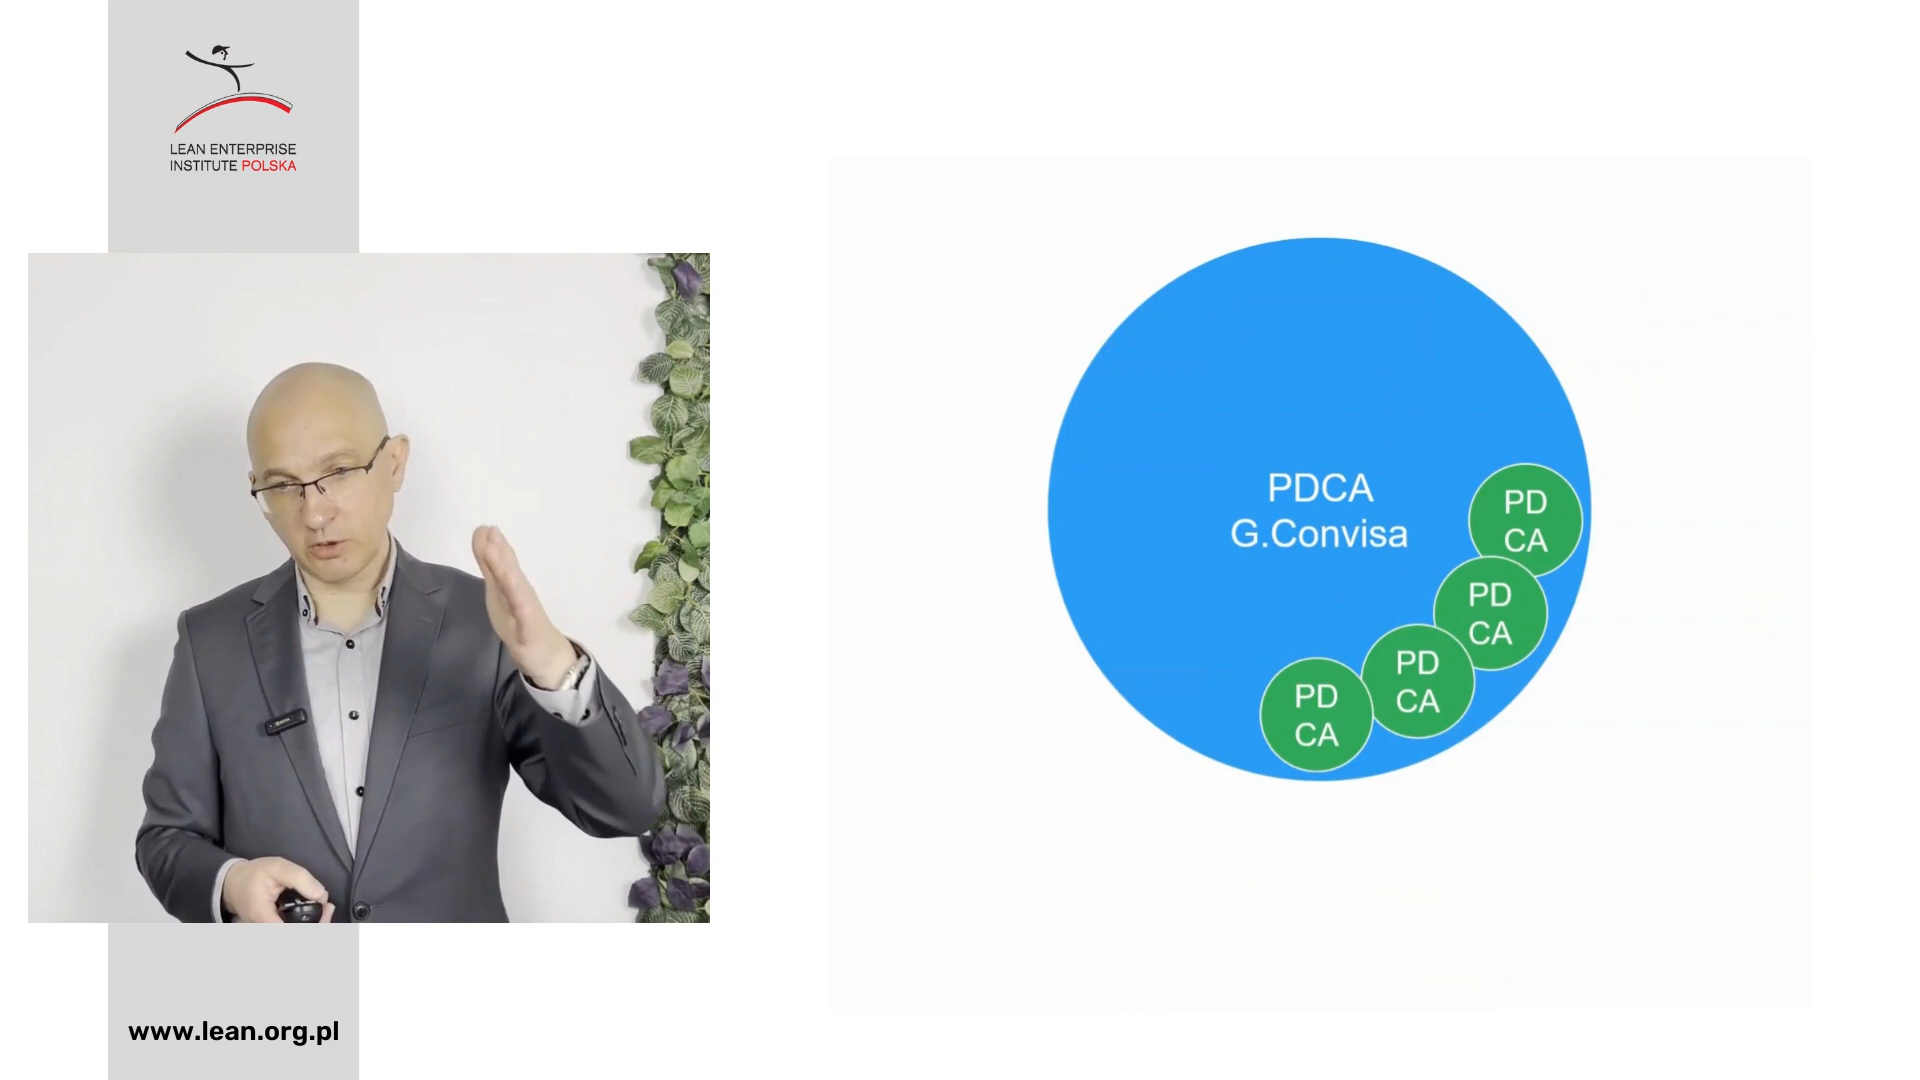 LEAN ENTERPRISE
INSTITUTE POLSKA
PDCA
G.Convisa
PD
CA
PD
CA
PD
CA
PD
CA
www.lean.org.pl